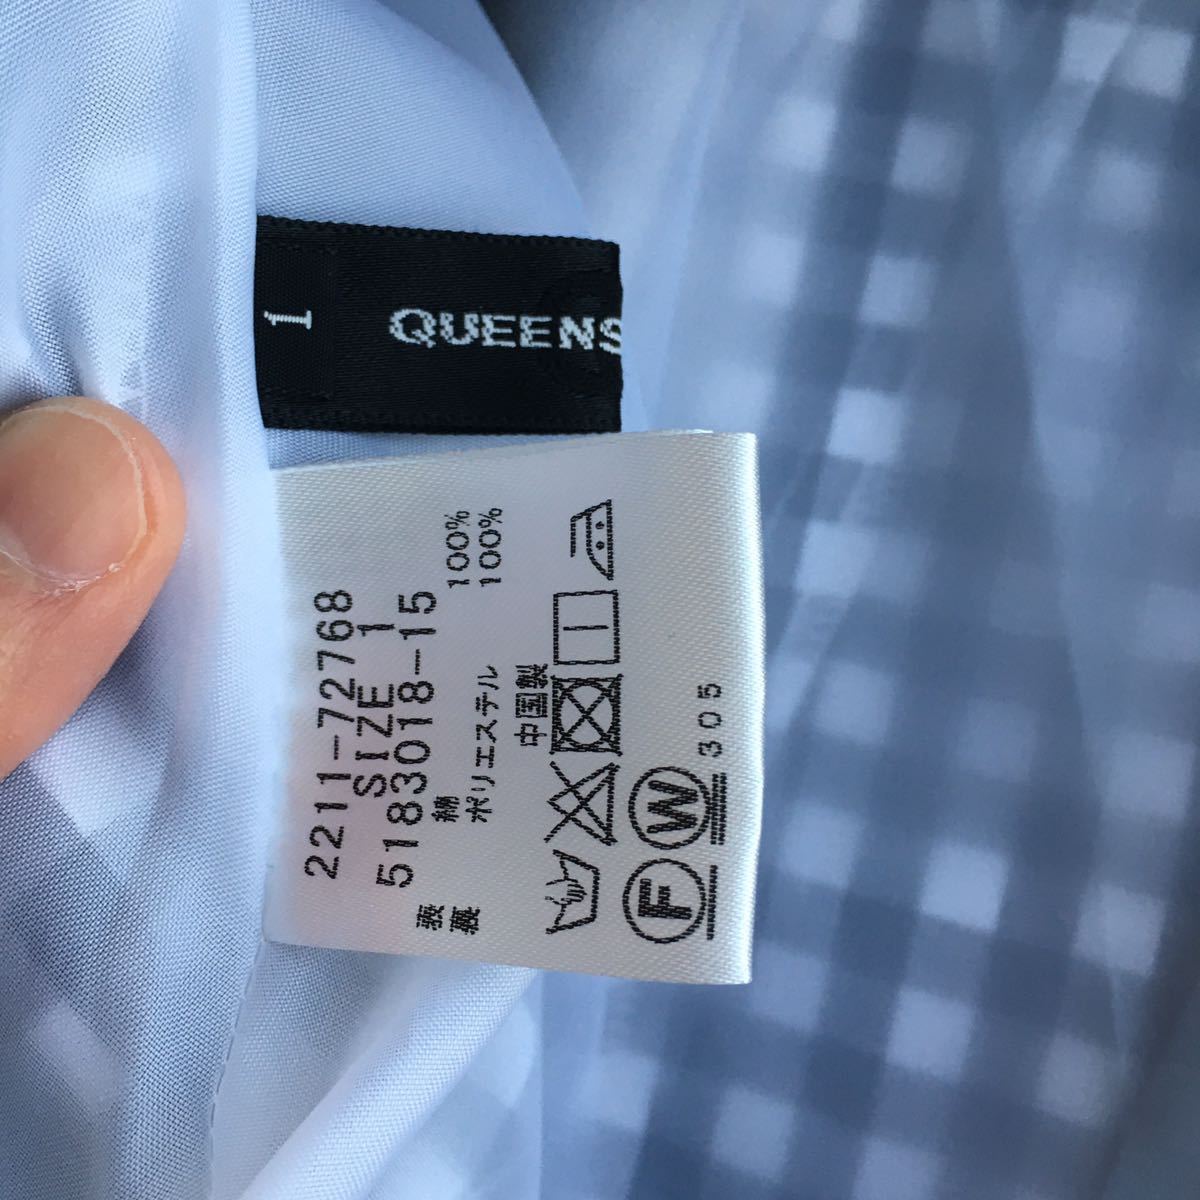 1
QUEENS
2211-72768
SIZE 1
5183018-15
表 綿 100%
裏 ポリエステル 100%
中国製
F W 305